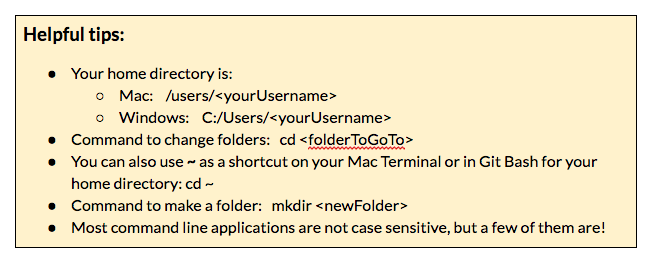 Helpful tips:
● Your home directory is:
○ Mac: /users/<yourUsername>
○ Windows: C:/Users/<yourUsername>
● Command to change folders: cd <folderToGoTo>
● You can also use ~ as a shortcut on your Mac Terminal or in Git Bash for your
home directory: cd ~
● Command to make a folder: mkdir <newFolder>
● Most command line applications are not case sensitive, but a few of them are!